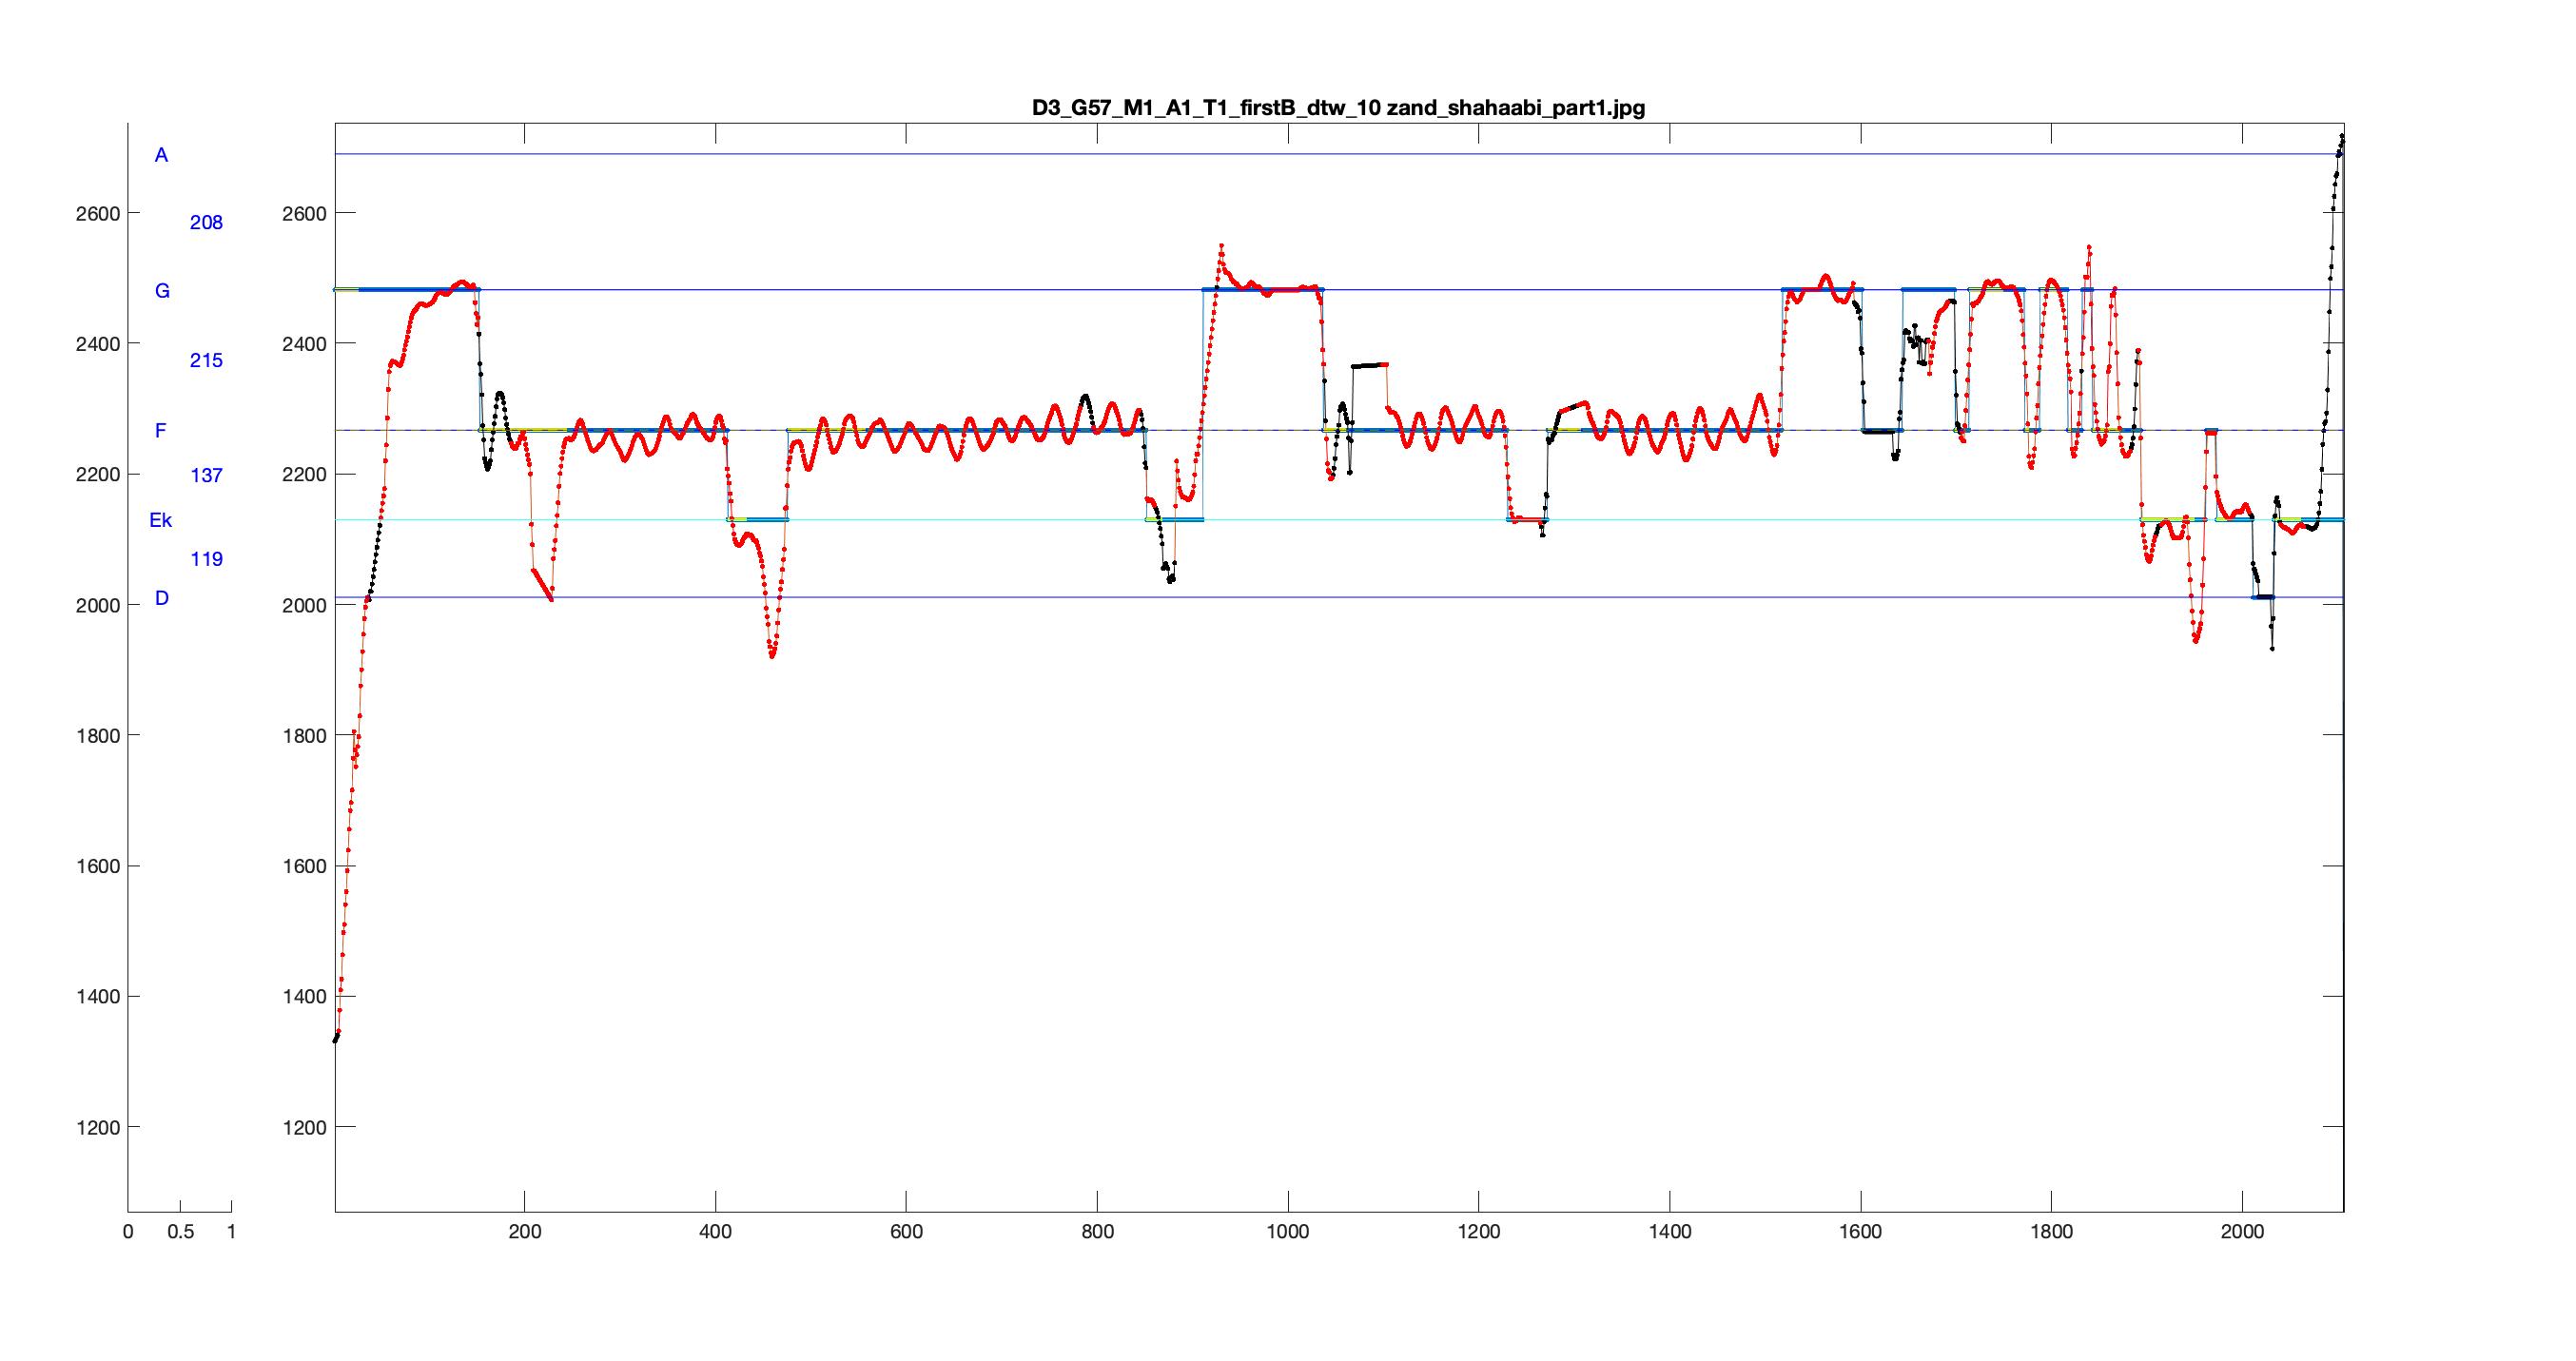 D3_G57_M1_A1_T1_firstB_dtw_10 zand_shahaabi_part1.jpg
A
2600 208 2600
G
2400 215 2400
F
2200 137 2200
Ek
119
D
2000 2000
1800 1800
1600 1600
1400 1400
1200 1200
0 0.5 1 200 400 600 800 1000 1200 1400 1600 1800 2000